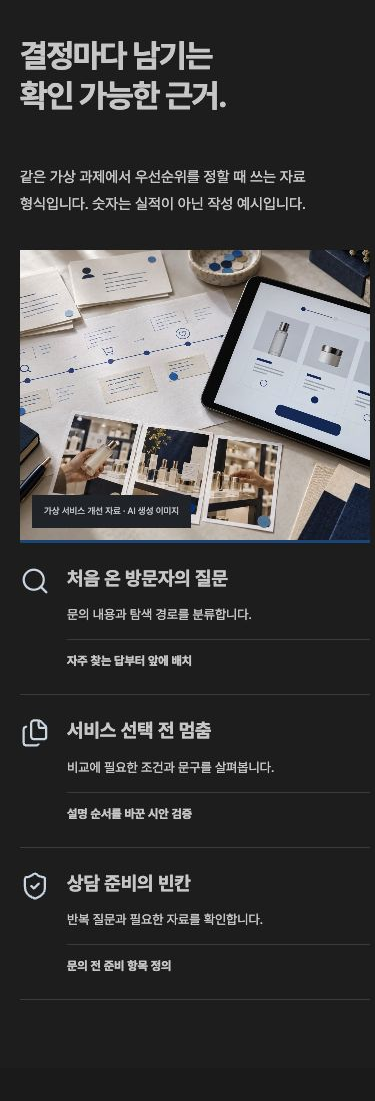 결정마다 남기는
확인 가능한 근거.
같은 가상 과제에서 우선순위를 정할 때 쓰는 자료
형식입니다. 숫자는 실적이 아닌 작성 예시입니다.
가상 서비스 개선 자료 · AI 생성 이미지
처음 온 방문자의 질문
문의 내용과 탐색 경로를 분류합니다.
자주 찾는 답부터 앞에 배치
서비스 선택 전 멈춤
비교에 필요한 조건과 문구를 살펴봅니다.
설명 순서를 바꾼 시안 검증
상담 준비의 빈칸
반복 질문과 필요한 자료를 확인합니다.
문의 전 준비 항목 정의